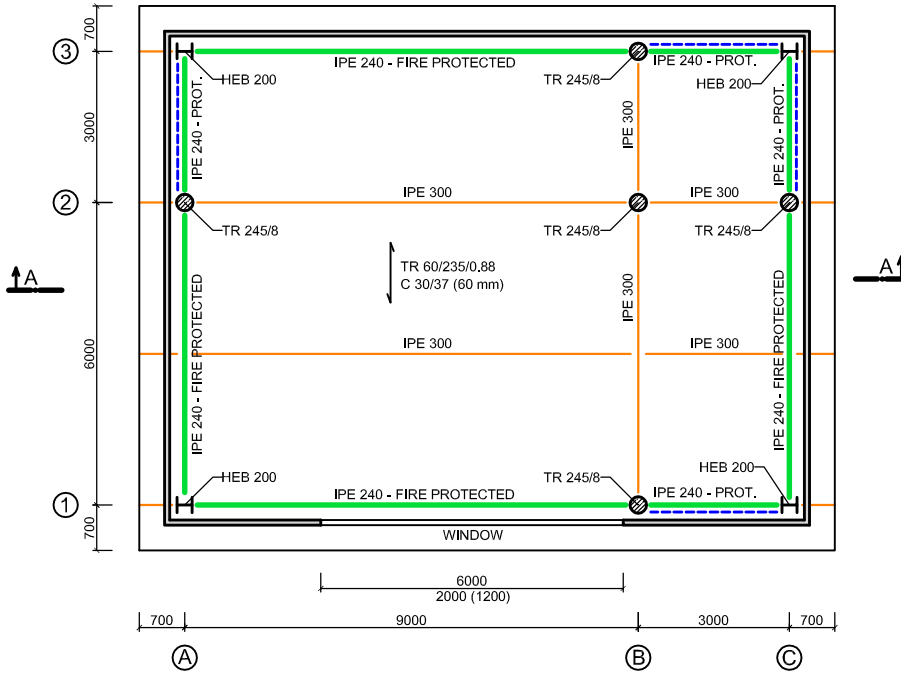 700
3
IPE 240 - FIRE PROTECTED
IPE 240 - PROT.
HEB 200
TR 245/8
HEB 200
3000
IPE 240 - PROT.
IPE 300
IPE 240 - PROT.
2
IPE 300
IPE 300
TR 245/8
TR 245/8
TR 245/8
A
TR 60/235/0.88
C 30/37 (60 mm)
A
IPE 300
6000
IPE 240 - FIRE PROTECTED
IPE 240 - FIRE PROTECTED
IPE 300
IPE 300
HEB 200
TR 245/8
HEB 200
1
IPE 240 - FIRE PROTECTED
IPE 240 - PROT.
700
WINDOW
6000
2000 (1200)
700
9000
3000
700
A
B
C